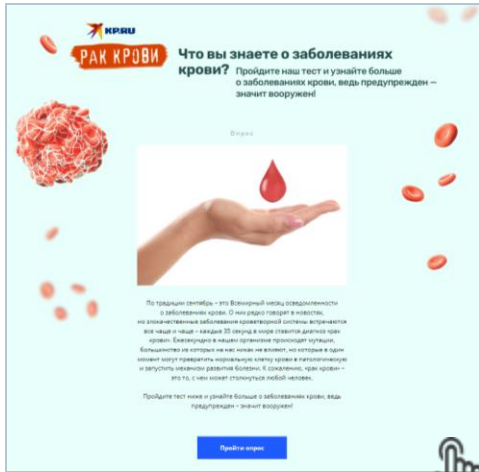 KP.RU
РАК КРОВИ
Что вы знаете о заболеваниях
крови? Пройдите наш тест и узнайте больше
о заболеваниях крови, ведь предупрежден —
значит вооружен!
Опрос
По традиции сентябрь – это Всемирный месяц осведомленности
о заболеваниях крови. О них редко говорят в новостях,
но злокачественные заболевания кроветворной системы встречаются
все чаще и чаще – каждые 35 секунд в мире ставится диагноз «рак
крови». Ежесекундно в нашем организме происходят мутации,
большинство из которых на нас никак не влияют, но которые в один
момент могут превратить нормальную клетку крови в патологическую
и запустить механизм развития болезни. К сожалению, «рак крови» –
это то, с чем может столкнуться любой человек.
Пройдите тест ниже и узнайте больше о заболеваниях крови, ведь
предупрежден – значит вооружен!
Пройти опрос